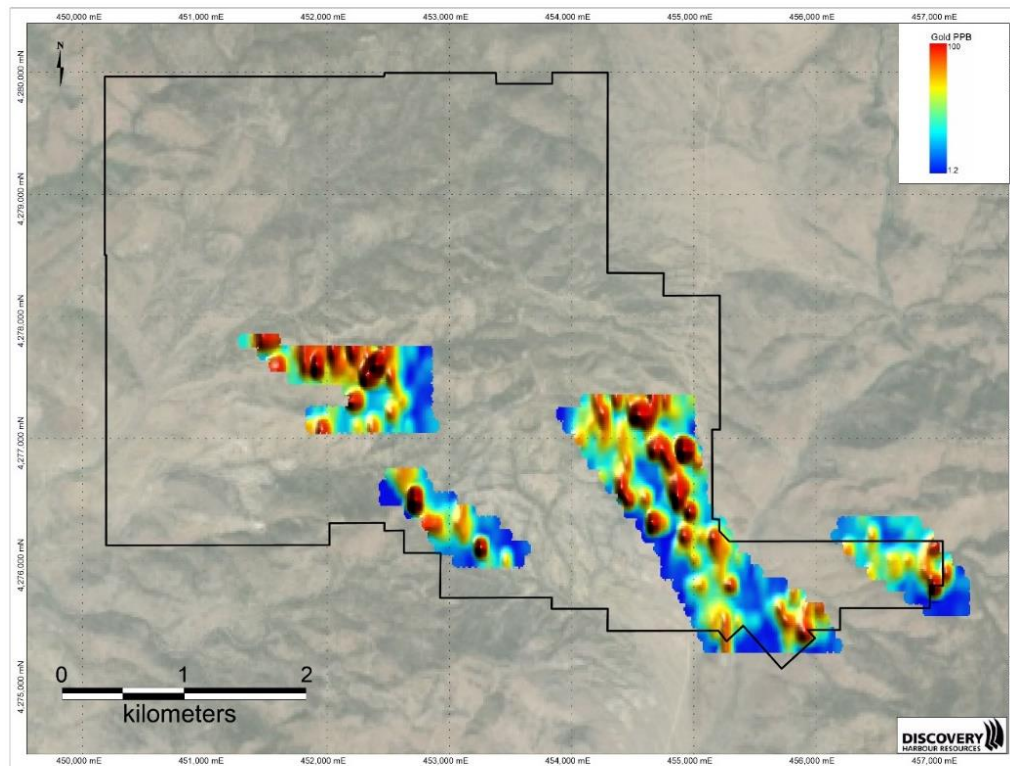 450,000 mE 451,000 mE 452,000 mE 453,000 mE 454,000 mE 455,000 mE 456,000 mE 457,000 mE
N
Gold PPB
100
1.2
4,280,000 mN
4,279,000 mN
4,278,000 mN
4,277,000 mN
4,276,000 mN
4,275,000 mN
0 1 2
kilometers
DISCOVERY
HARBOUR RESOURCES
450,000 mE 451,000 mE 452,000 mE 453,000 mE 454,000 mE 455,000 mE 456,000 mE 457,000 mE